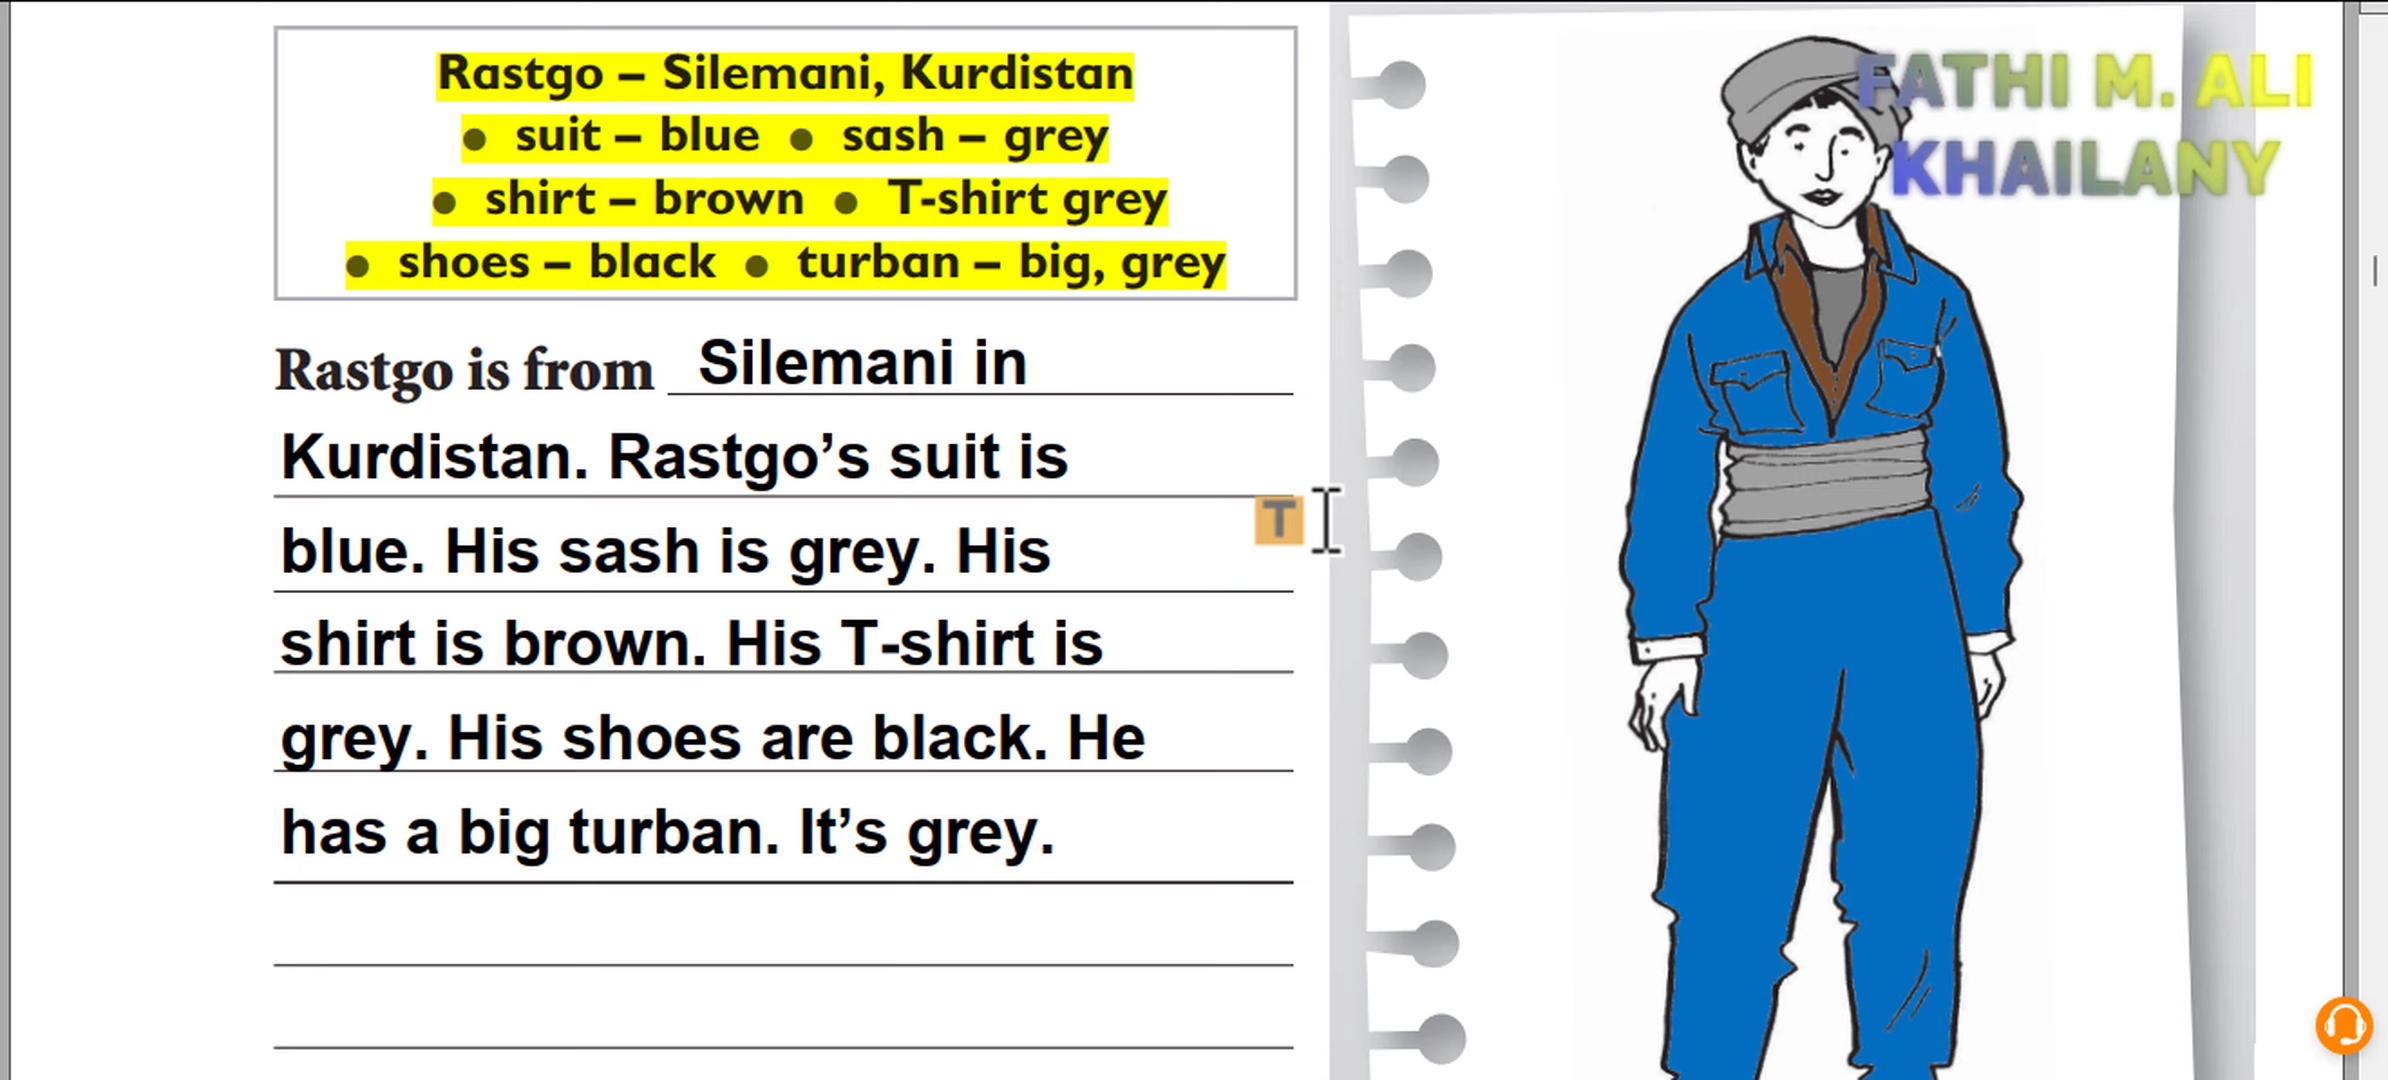 Rastgo – Silemani, Kurdistan
● suit – blue ● sash – grey
● shirt – brown ● T-shirt grey
● shoes – black ● turban – big, grey
Rastgo is from Silemani in
Kurdistan. Rastgo’s suit is
blue. His sash is grey. His
shirt is brown. His T-shirt is
grey. His shoes are black. He
has a big turban. It’s grey.
T
FATHI M. ALI
KHAILANY